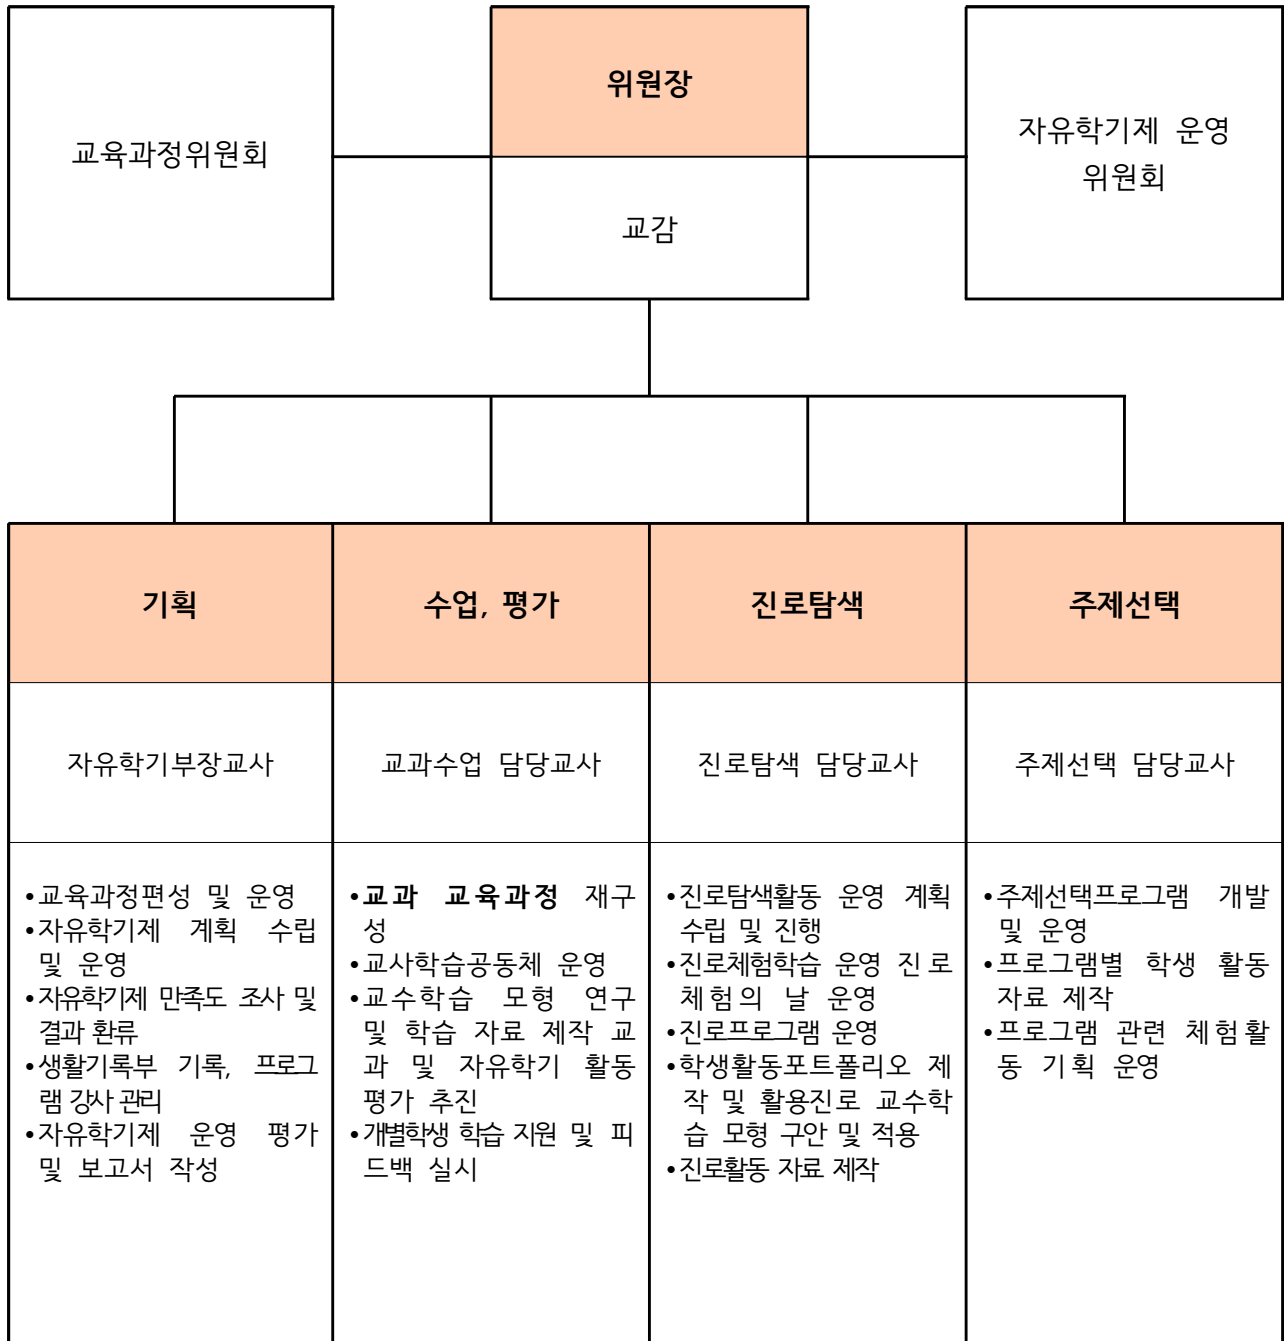 교육과정위원회
위원장
교감
자유학기제 운영
위원회
기획
수업, 평가
진로탐색
주제선택
자유학기부장교사
교과수업 담당교사
진로탐색 담당교사
주제선택 담당교사
•교육과정편성 및 운영
•자유학기제 계획 수립
및 운영
•자유학기제 만족도 조사 및
결과 환류
•생활기록부 기록, 프로그
램 강사 관리
•자유학기제 운영 평가
및 보고서 작성
•교과 교육과정 재구
성
•교사학습공동체 운영
•교수학습 모형 연구
및 학습 자료 제작 교
과 및 자유학기 활동
평가 추진
•개별학생 학습 지원 및 피
드백 실시
•진로탐색활동 운영 계획
수립 및 진행
•진로체험학습 운영 진로
체험의 날 운영
•진로프로그램 운영
•학생활동포트폴리오 제
작 및 활용진로 교수학
습 모형 구안 및 적용
•진로활동 자료 제작
•주제선택프로그램 개발
및 운영
•프로그램별 학생 활동
자료 제작
•프로그램 관련 체험활
동 기획 운영